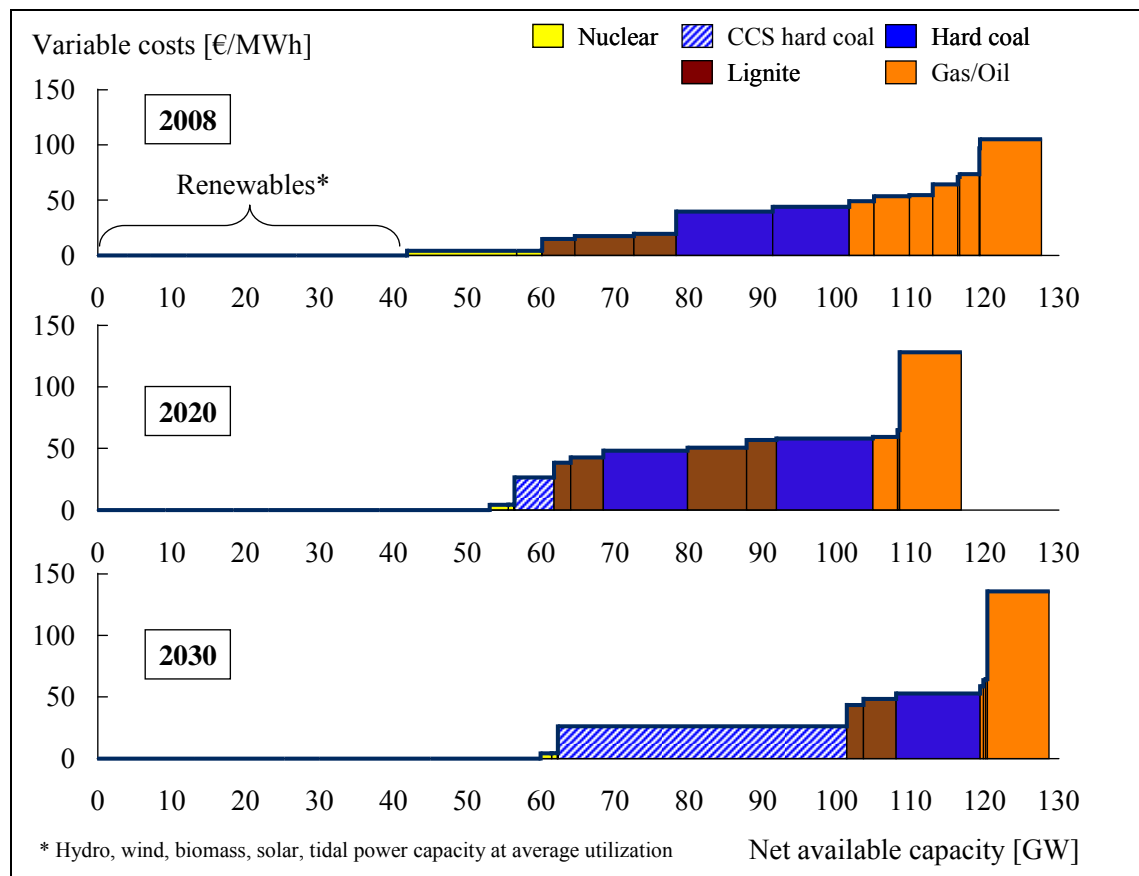 Variable costs [€/MWh]
Nuclear
CCS hard coal
Hard coal
Lignite
Gas/Oil
150
100
50
0
2008
Renewables*
0 10 20 30 40 50 60 70 80 90 100 110 120 130
150
100
50
0
2020
0 10 20 30 40 50 60 70 80 90 100 110 120 130
150
100
50
0
2030
0 10 20 30 40 50 60 70 80 90 100 110 120 130
* Hydro, wind, biomass, solar, tidal power capacity at average utilization
Net available capacity [GW]